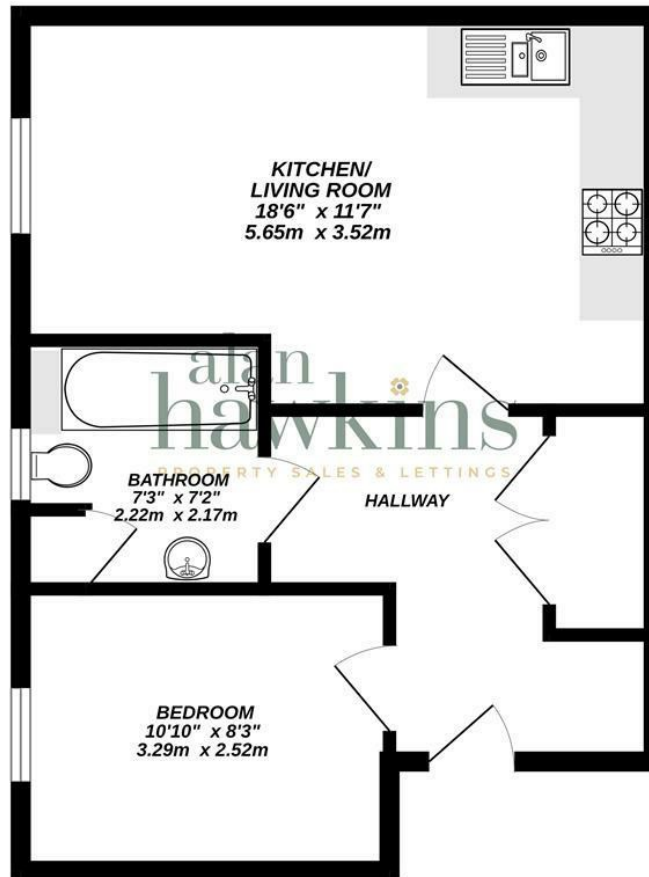 KITCHEN/
LIVING ROOM
18'6" x 11'7"
5.65m x 3.52m
alan
hawkins
PROPERTY SALES & LETTINGS
BATHROOM
7'3" x 7'2"
2.22m x 2.17m
HALLWAY
BEDROOM
10'10" x 8'3"
3.29m x 2.52m